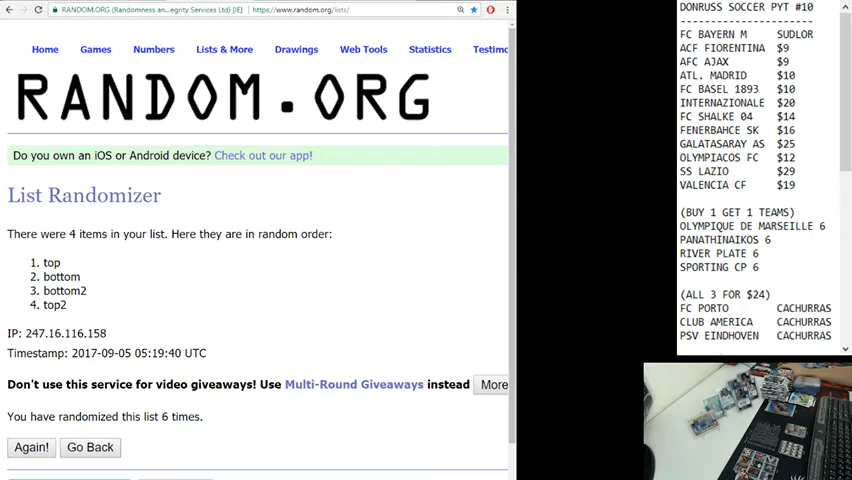 RANDOM.ORG (Randomness an...egrity Services Ltd) [IE] https://www.random.org/lists/
Home Games Numbers Lists & More Drawings Web Tools Statistics Testimo
RANDOM.ORG
Do you own an iOS or Android device? Check out our app!
List Randomizer
There were 4 items in your list. Here they are in random order:
1. top
2. bottom
3. bottom2
4. top2
IP: 247.16.116.158
Timestamp: 2017-09-05 05:19:40 UTC
Don't use this service for video giveaways! Use Multi-Round Giveaways instead More
You have randomized this list 6 times.
Again! Go Back
DONRUSS SOCCER PYT #10
--------------------
FC BAYERN M SUDLOR
ACF FIORENTINA $9
AFC AJAX $9
ATL. MADRID $10
FC BASEL 1893 $10
INTERNAZIONALE $20
FC SHALKE 04 $14
FENERBAHCE SK $16
GALATASARAY AS $25
OLYMPIACOS FC $12
SS LAZIO $29
VALENCIA CF $19
(BUY 1 GET 1 TEAMS)
OLYMPIQUE DE MARSEILLE 6
PANATHINAIKOS 6
RIVER PLATE 6
SPORTING CP 6
(ALL 3 FOR $24)
FC PORTO CACHURRAS
CLUB AMERICA CACHURRAS
PSV EINDHOVEN CACHURRAS